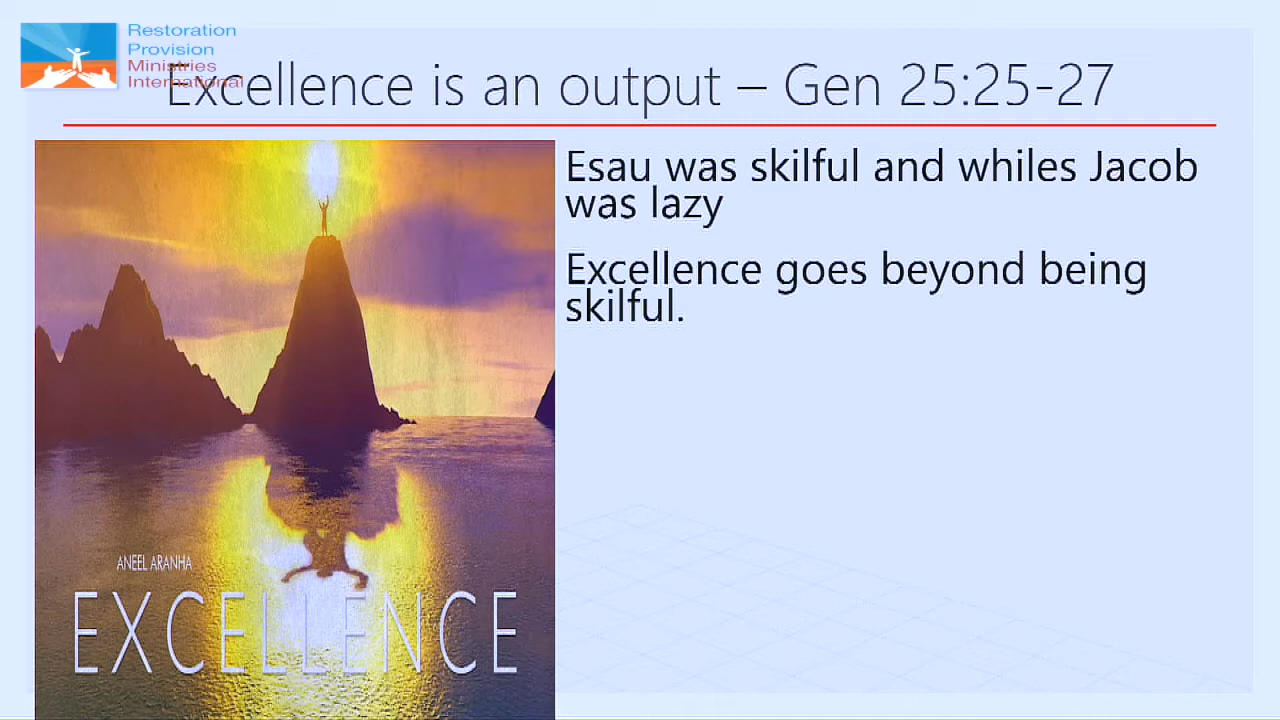 Restoration
Provision
Ministries
International
Excellence is an output – Gen 25:25-27
Esau was skilful and whiles Jacob
was lazy
Excellence goes beyond being
skilful.
ANEEL ARANHA
EXCELLENCE